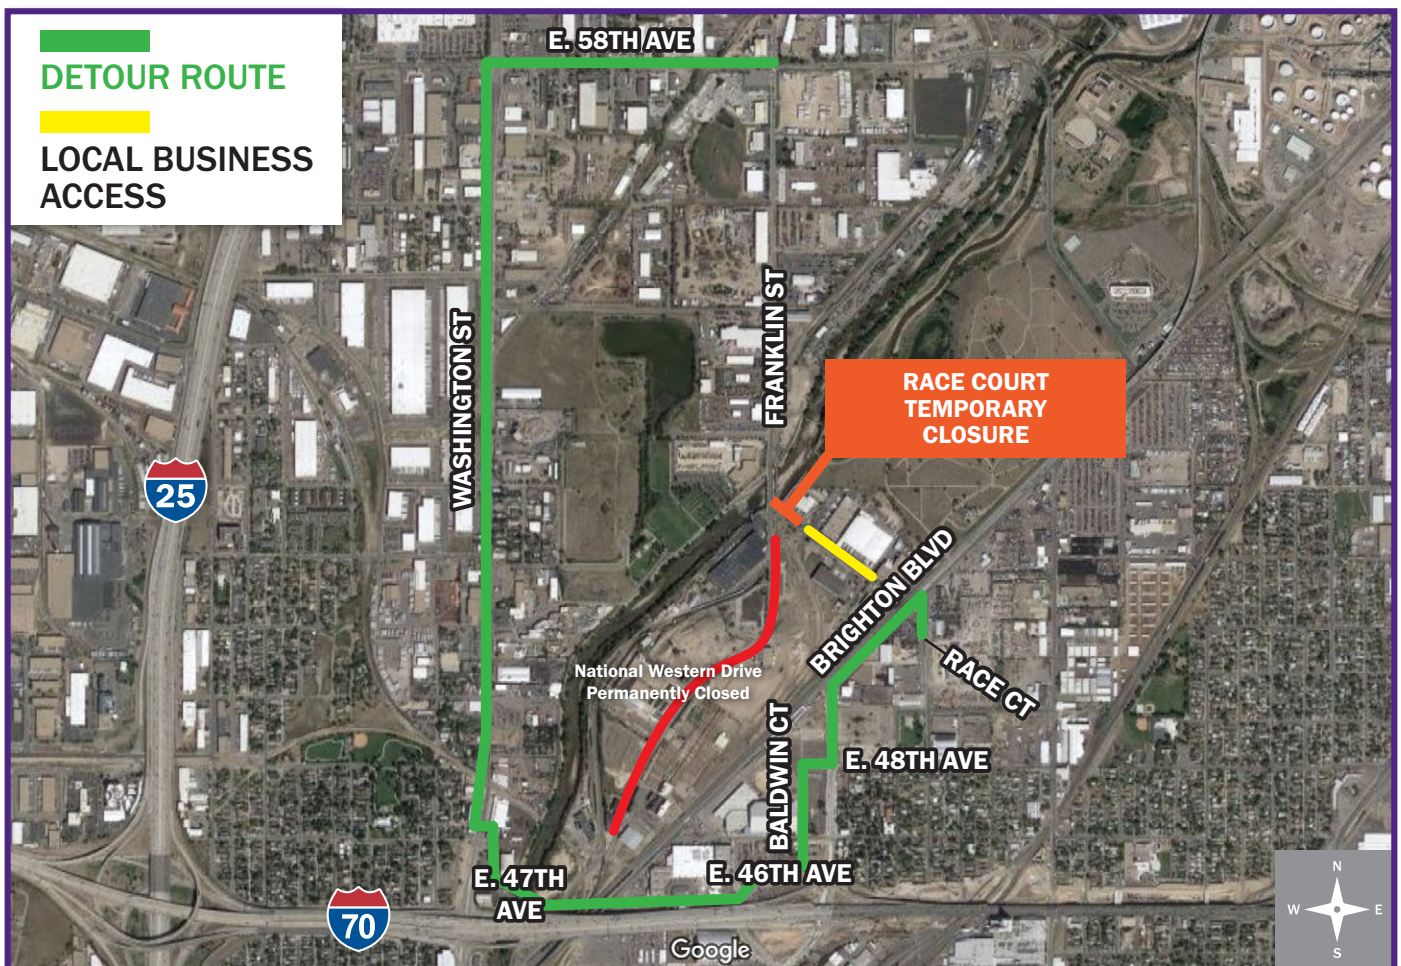 DETOUR ROUTE
LOCAL BUSINESS
ACCESS
E. 58TH AVE
WASHINGTON ST
FRANKLIN ST
RACE COURT
TEMPORARY
CLOSURE
25
BRIGHTON BLVD
National Western Drive
Permanently Closed
RACE CT
BALDWIN CT
E. 48TH AVE
E. 47TH
AVE
E. 46TH AVE
70
Google
N
W E
S